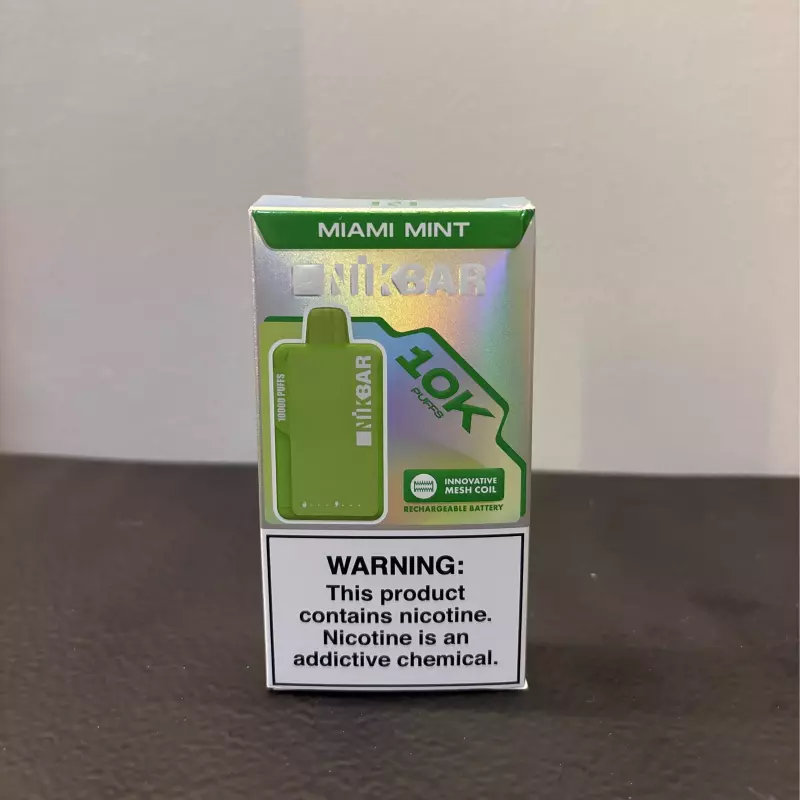 MIAMI MINT
NiKBAR
10K
PUFFS
10000 PUFFS
NiKBAR
INNOVATIVE
MESH COIL
RECHARGEABLE BATTERY
WARNING:
This product
contains nicotine.
Nicotine is an
addictive chemical.